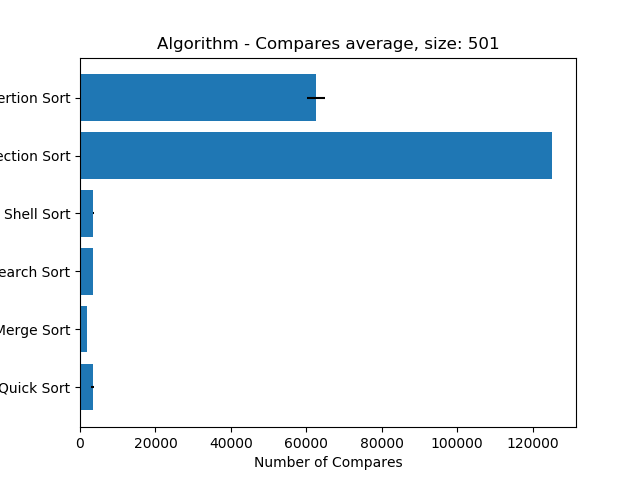 Algorithm - Compares average, size: 501
ertion Sort
ection Sort
Shell Sort
earch Sort
Merge Sort
Quick Sort
0 20000 40000 60000 80000 100000 120000
Number of Compares